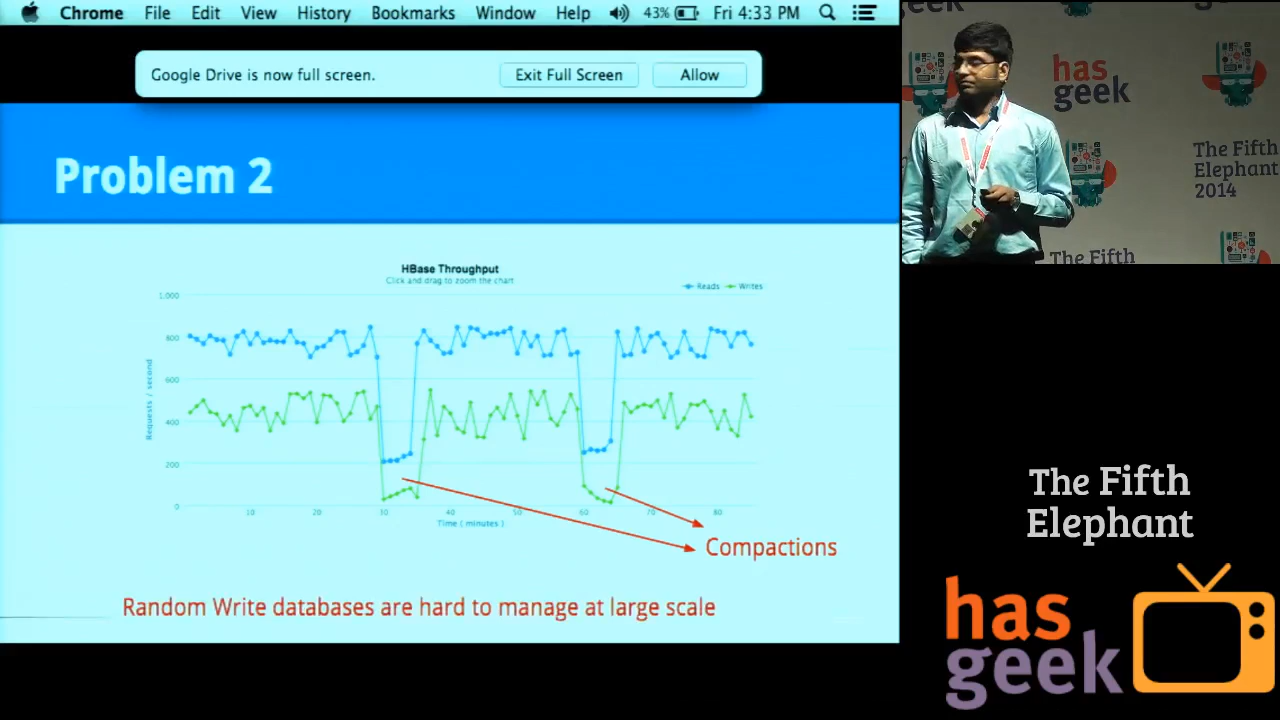 Chrome File Edit View History Bookmarks Window Help 43% Fri 4:33 PM
Google Drive is now full screen. Exit Full Screen Allow
Problem 2
HBase Throughput
Click and drag to zoom the chart
Reads Writes
1,000
800
600
400
200
0
Requests / second
10 20 30 40 50 60 70 80
Time ( minutes )
Compactions
Random Write databases are hard to manage at large scale
geek
has
geek
The Fifth
Elephant
2014
The Fifth
The Fifth
Elephant
has
geek